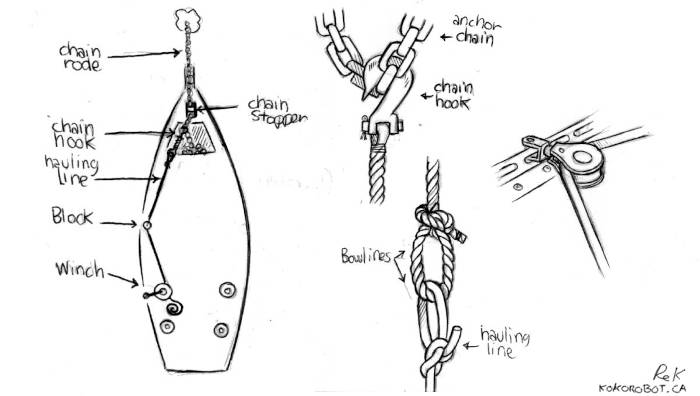 chain
rode
chain
stopper
chain
hook
hauling
line
Block
Winch
anchor
chain
chain
hook
Bowlines
hauling
line
ReK
KOKOROBOT.CA